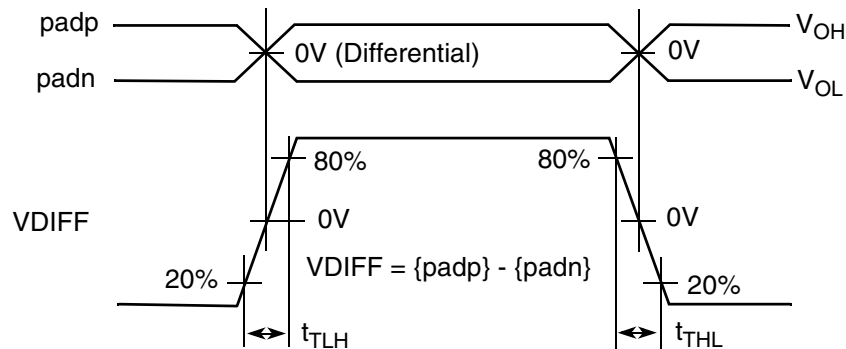 padp
V_OH
0V (Differential)
0V
padn
V_OL
80%
80%
VDIFF
0V
0V
20%
VDIFF = {padp} - {padn}
20%
t_TLH
t_THL